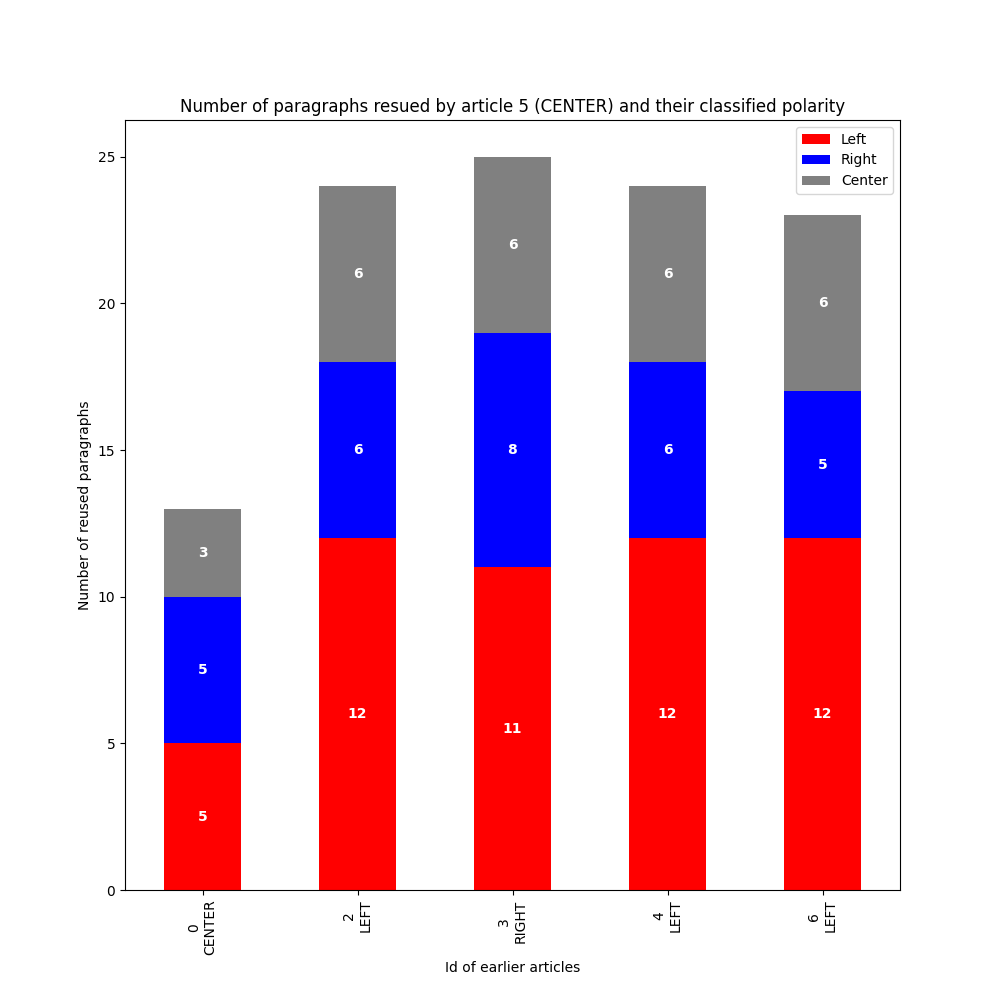 Number of paragraphs resued by article 5 (CENTER) and their classified polarity
Left
Right
Center
25
20
15
10
5
0
Number of reused paragraphs
3
5
5
6
6
12
6
8
11
6
6
12
6
5
12
0
CENTER
2
LEFT
3
RIGHT
4
LEFT
6
LEFT
Id of earlier articles